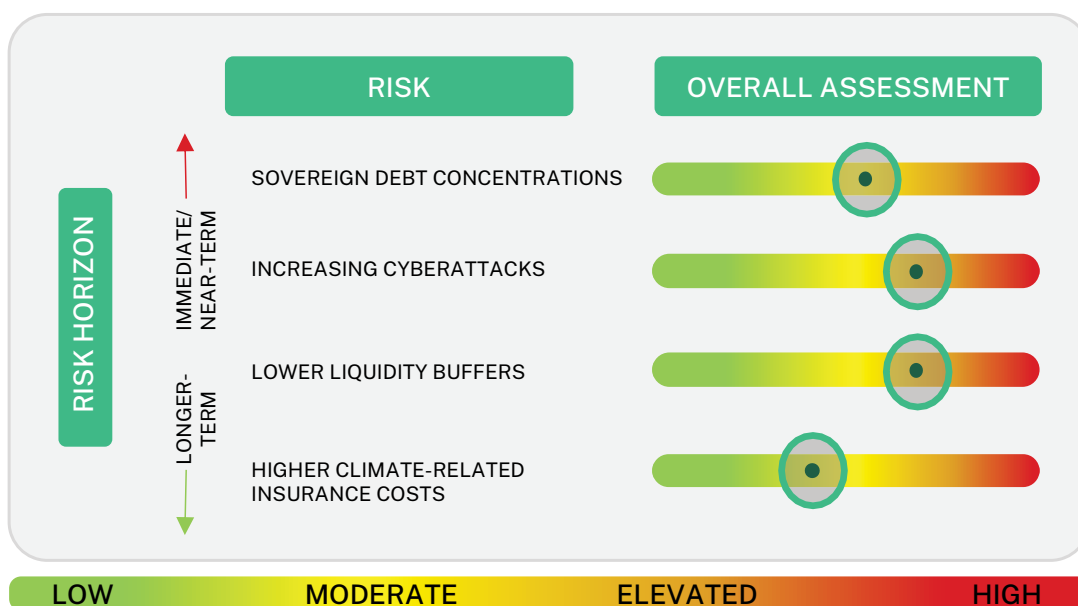 RISK
OVERALL ASSESSMENT
RISK HORIZON
IMMEDIATE/
NEAR-TERM
LONGER-
TERM
SOVEREIGN DEBT CONCENTRATIONS
INCREASING CYBERATTACKS
LOWER LIQUIDITY BUFFERS
HIGHER CLIMATE-RELATED
INSURANCE COSTS
LOW
MODERATE
ELEVATED
HIGH